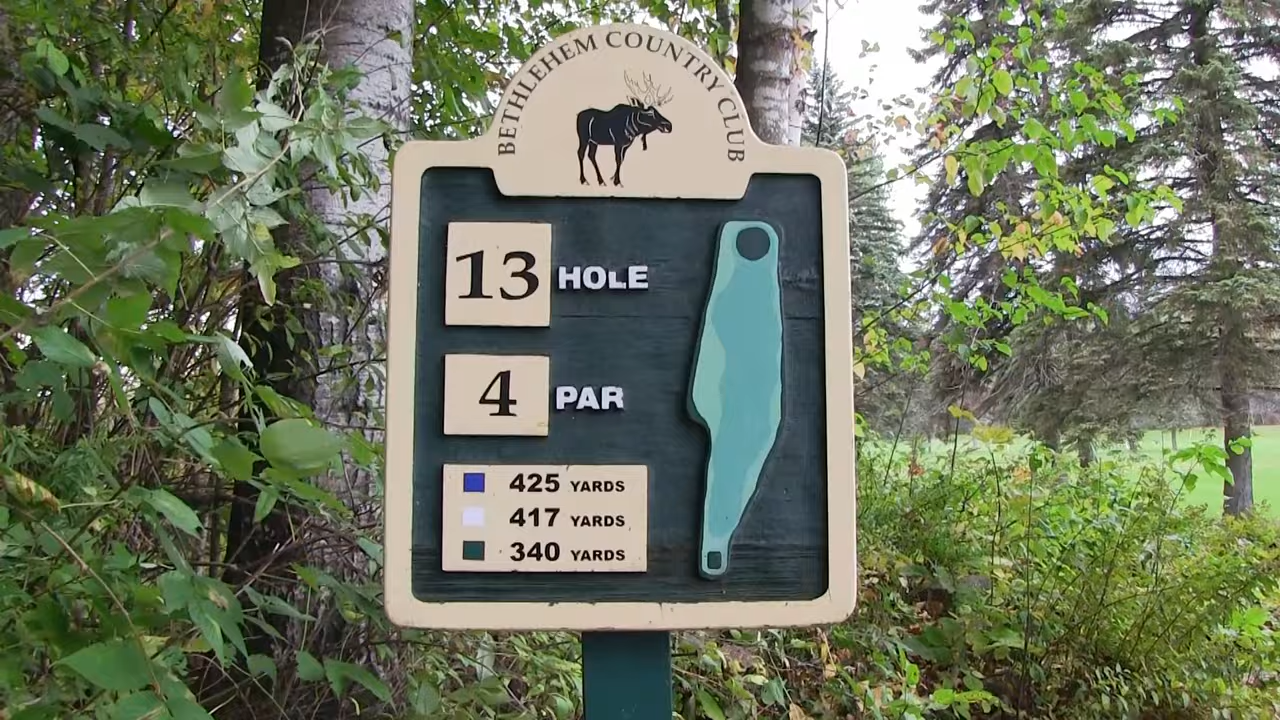 BETHLEHEM COUNTRY CLUB
13 HOLE
4 PAR
425 YARDS
417 YARDS
340 YARDS